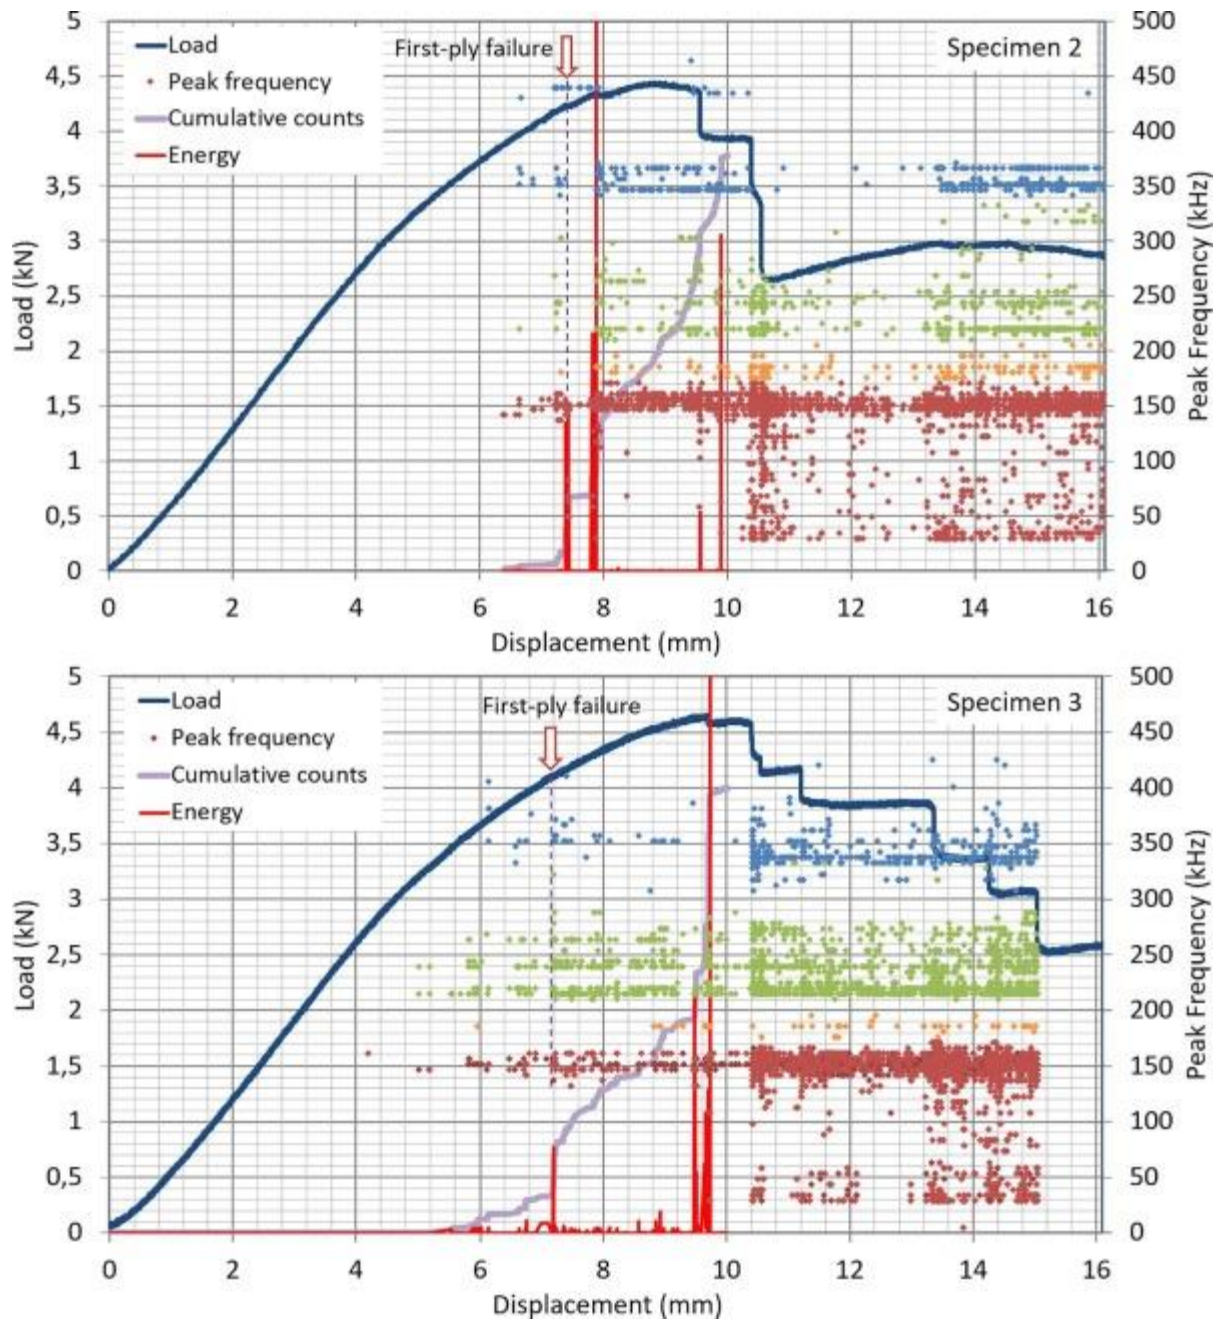 5
4,5
4
3,5
3
2,5
2
1,5
1
0,5
0
Load (kN)
Load
Peak frequency
Cumulative counts
Energy
First-ply failure
Specimen 2
500
450
400
350
300
250
200
150
100
50
0
Peak Frequency (kHz)
0 2 4 6 8 10 12 14 16
Displacement (mm)
5
4,5
4
3,5
3
2,5
2
1,5
1
0,5
0
Load (kN)
Load
Peak frequency
Cumulative counts
Energy
First-ply failure
Specimen 3
500
450
400
350
300
250
200
150
100
50
0
Peak Frequency (kHz)
0 2 4 6 8 10 12 14 16
Displacement (mm)